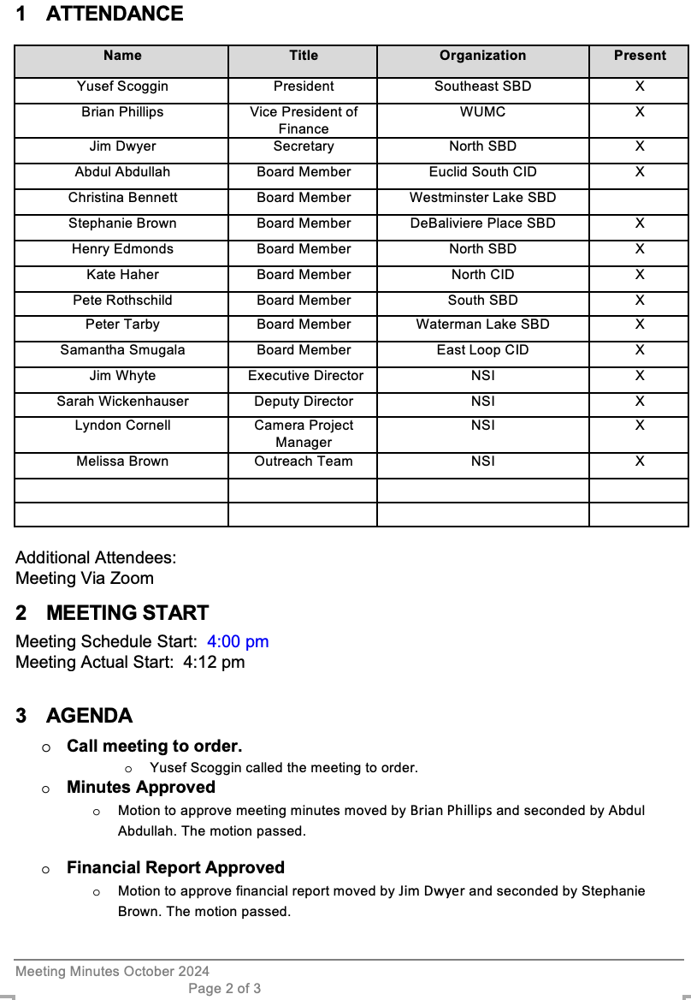 1 ATTENDANCE
Name Title Organization Present
Yusef Scoggin President Southeast SBD X
Brian Phillips Vice President of WUMC X
Finance
Jim Dwyer Secretary North SBD X
Abdul Abdullah Board Member Euclid South CID X
Christina Bennett Board Member Westminster Lake SBD
Stephanie Brown Board Member DeBaliviere Place SBD X
Henry Edmonds Board Member North SBD X
Kate Haher Board Member North CID X
Pete Rothschild Board Member South SBD X
Peter Tarby Board Member Waterman Lake SBD X
Samantha Smugala Board Member East Loop CID X
Jim Whyte Executive Director NSI X
Sarah Wickenhauser Deputy Director NSI X
Lyndon Cornell Camera Project NSI X
Manager
Melissa Brown Outreach Team NSI X
Additional Attendees:
Meeting Via Zoom
2 MEETING START
Meeting Schedule Start: 4:00 pm
Meeting Actual Start: 4:12 pm
3 AGENDA
o Call meeting to order.
o Yusef Scoggin called the meeting to order.
o Minutes Approved
o Motion to approve meeting minutes moved by Brian Phillips and seconded by Abdul
Abdullah. The motion passed.
o Financial Report Approved
o Motion to approve financial report moved by Jim Dwyer and seconded by Stephanie
Brown. The motion passed.
Meeting Minutes October 2024
Page 2 of 3